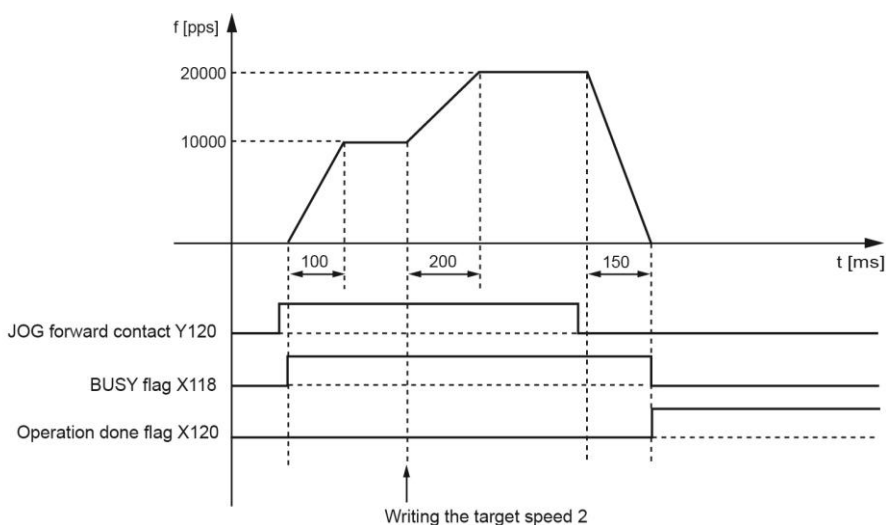 f [pps]
20000
10000
100
200
150
t [ms]
JOG forward contact Y120
BUSY flag X118
Operation done flag X120
Writing the target speed 2